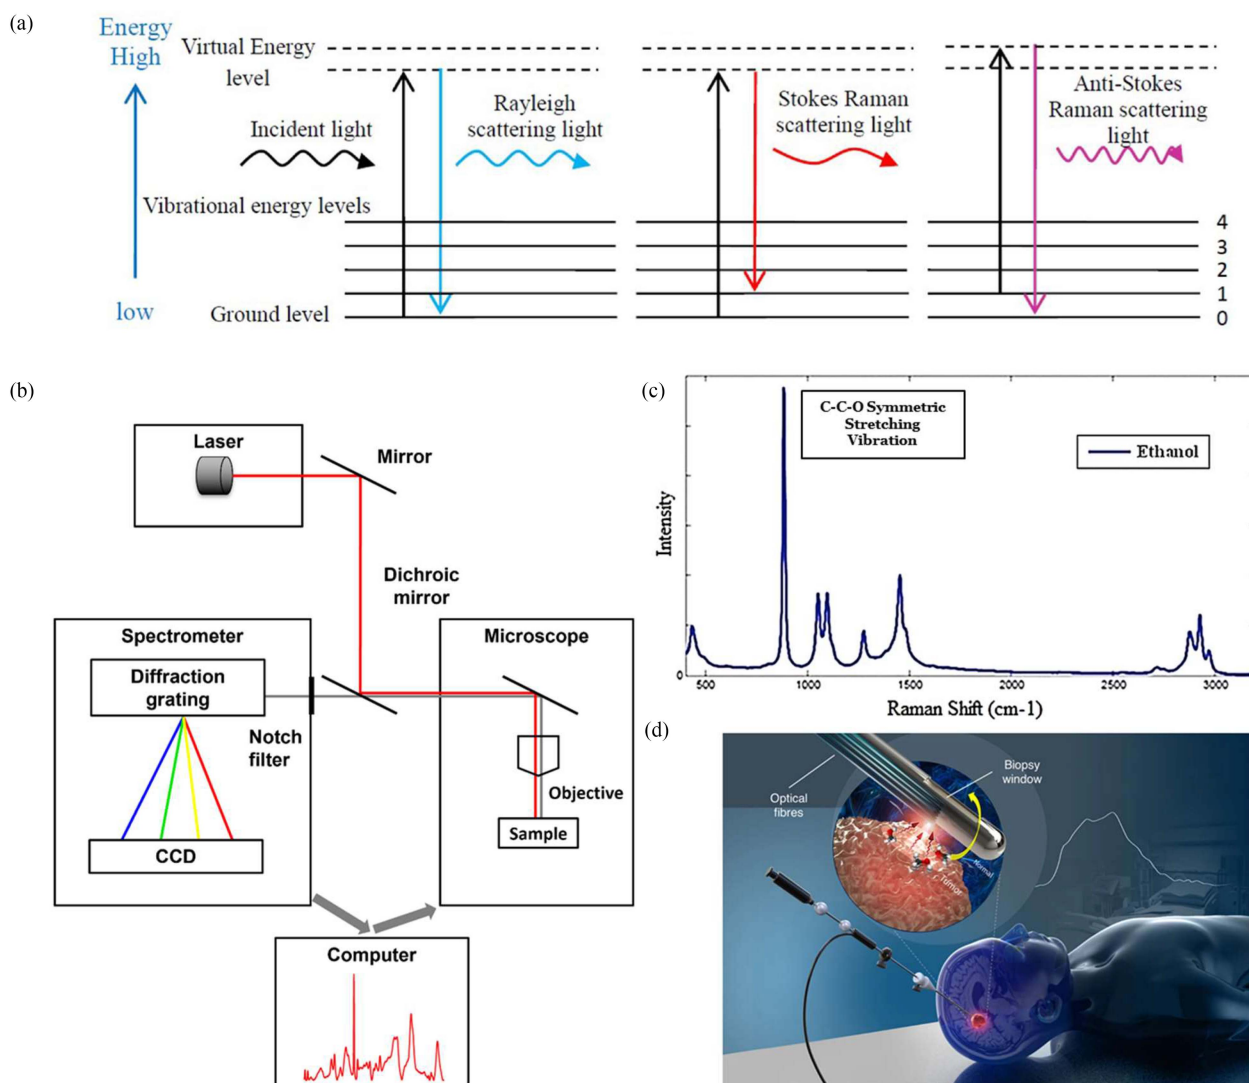 (a)
Energy
High
Virtual Energy
level
Incident light
Rayleigh
scattering light
Stokes Raman
scattering light
Anti-Stokes
Raman scattering
light
Vibrational energy levels
4
3
2
1
0
low
Ground level
(b)
Laser
Mirror
Dichroic
mirror
Spectrometer
Diffraction
grating
Notch
filter
CCD
Microscope
Objective
Sample
Computer
(c)
C-C-O Symmetric
Stretching
Vibration
Ethanol
Intensity
0
500
1000
1500
2000
2500
3000
Raman Shift (cm-1)
(d)
Optical
fibres
Biopsy
window
Normal
Tumor